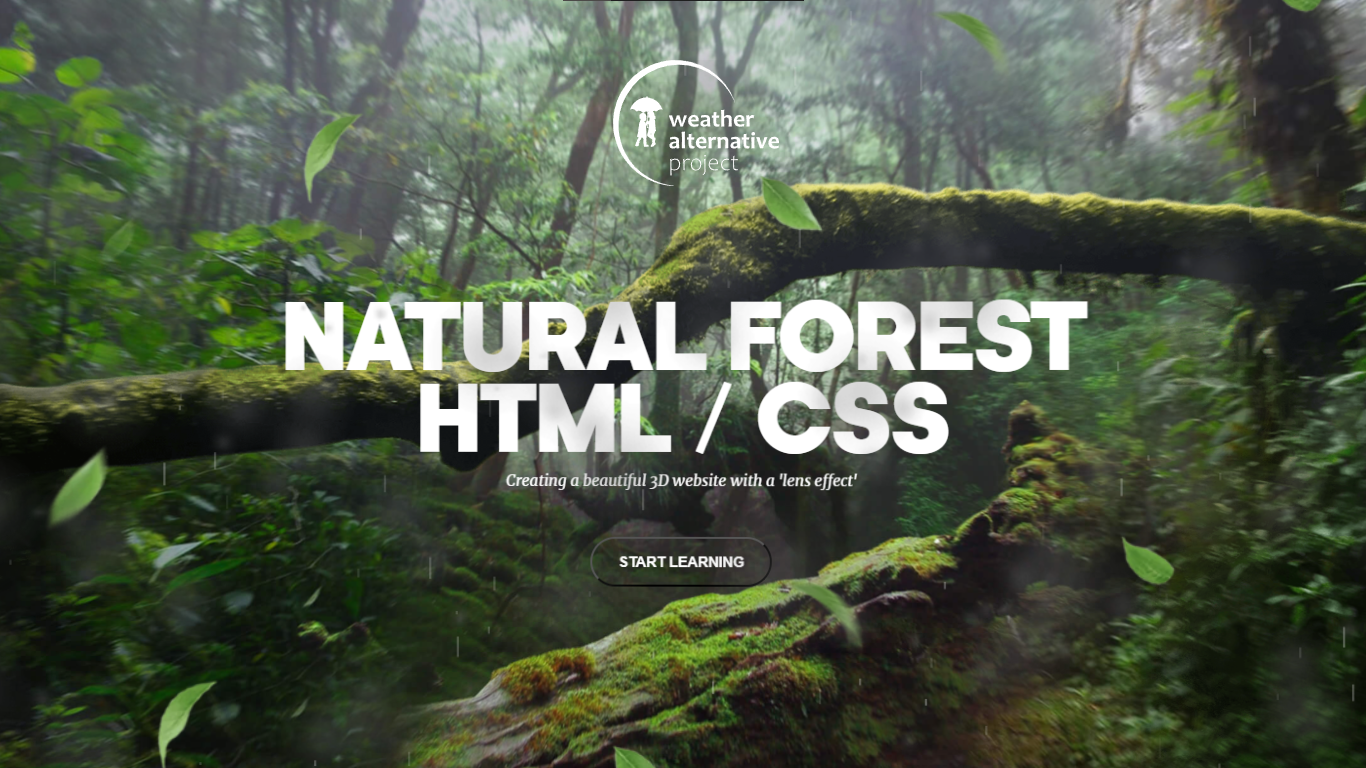 weather
alternative
project
NATURAL FOREST
HTML / CSS
Creating a beautiful 3D website with a 'lens effect'
START LEARNING